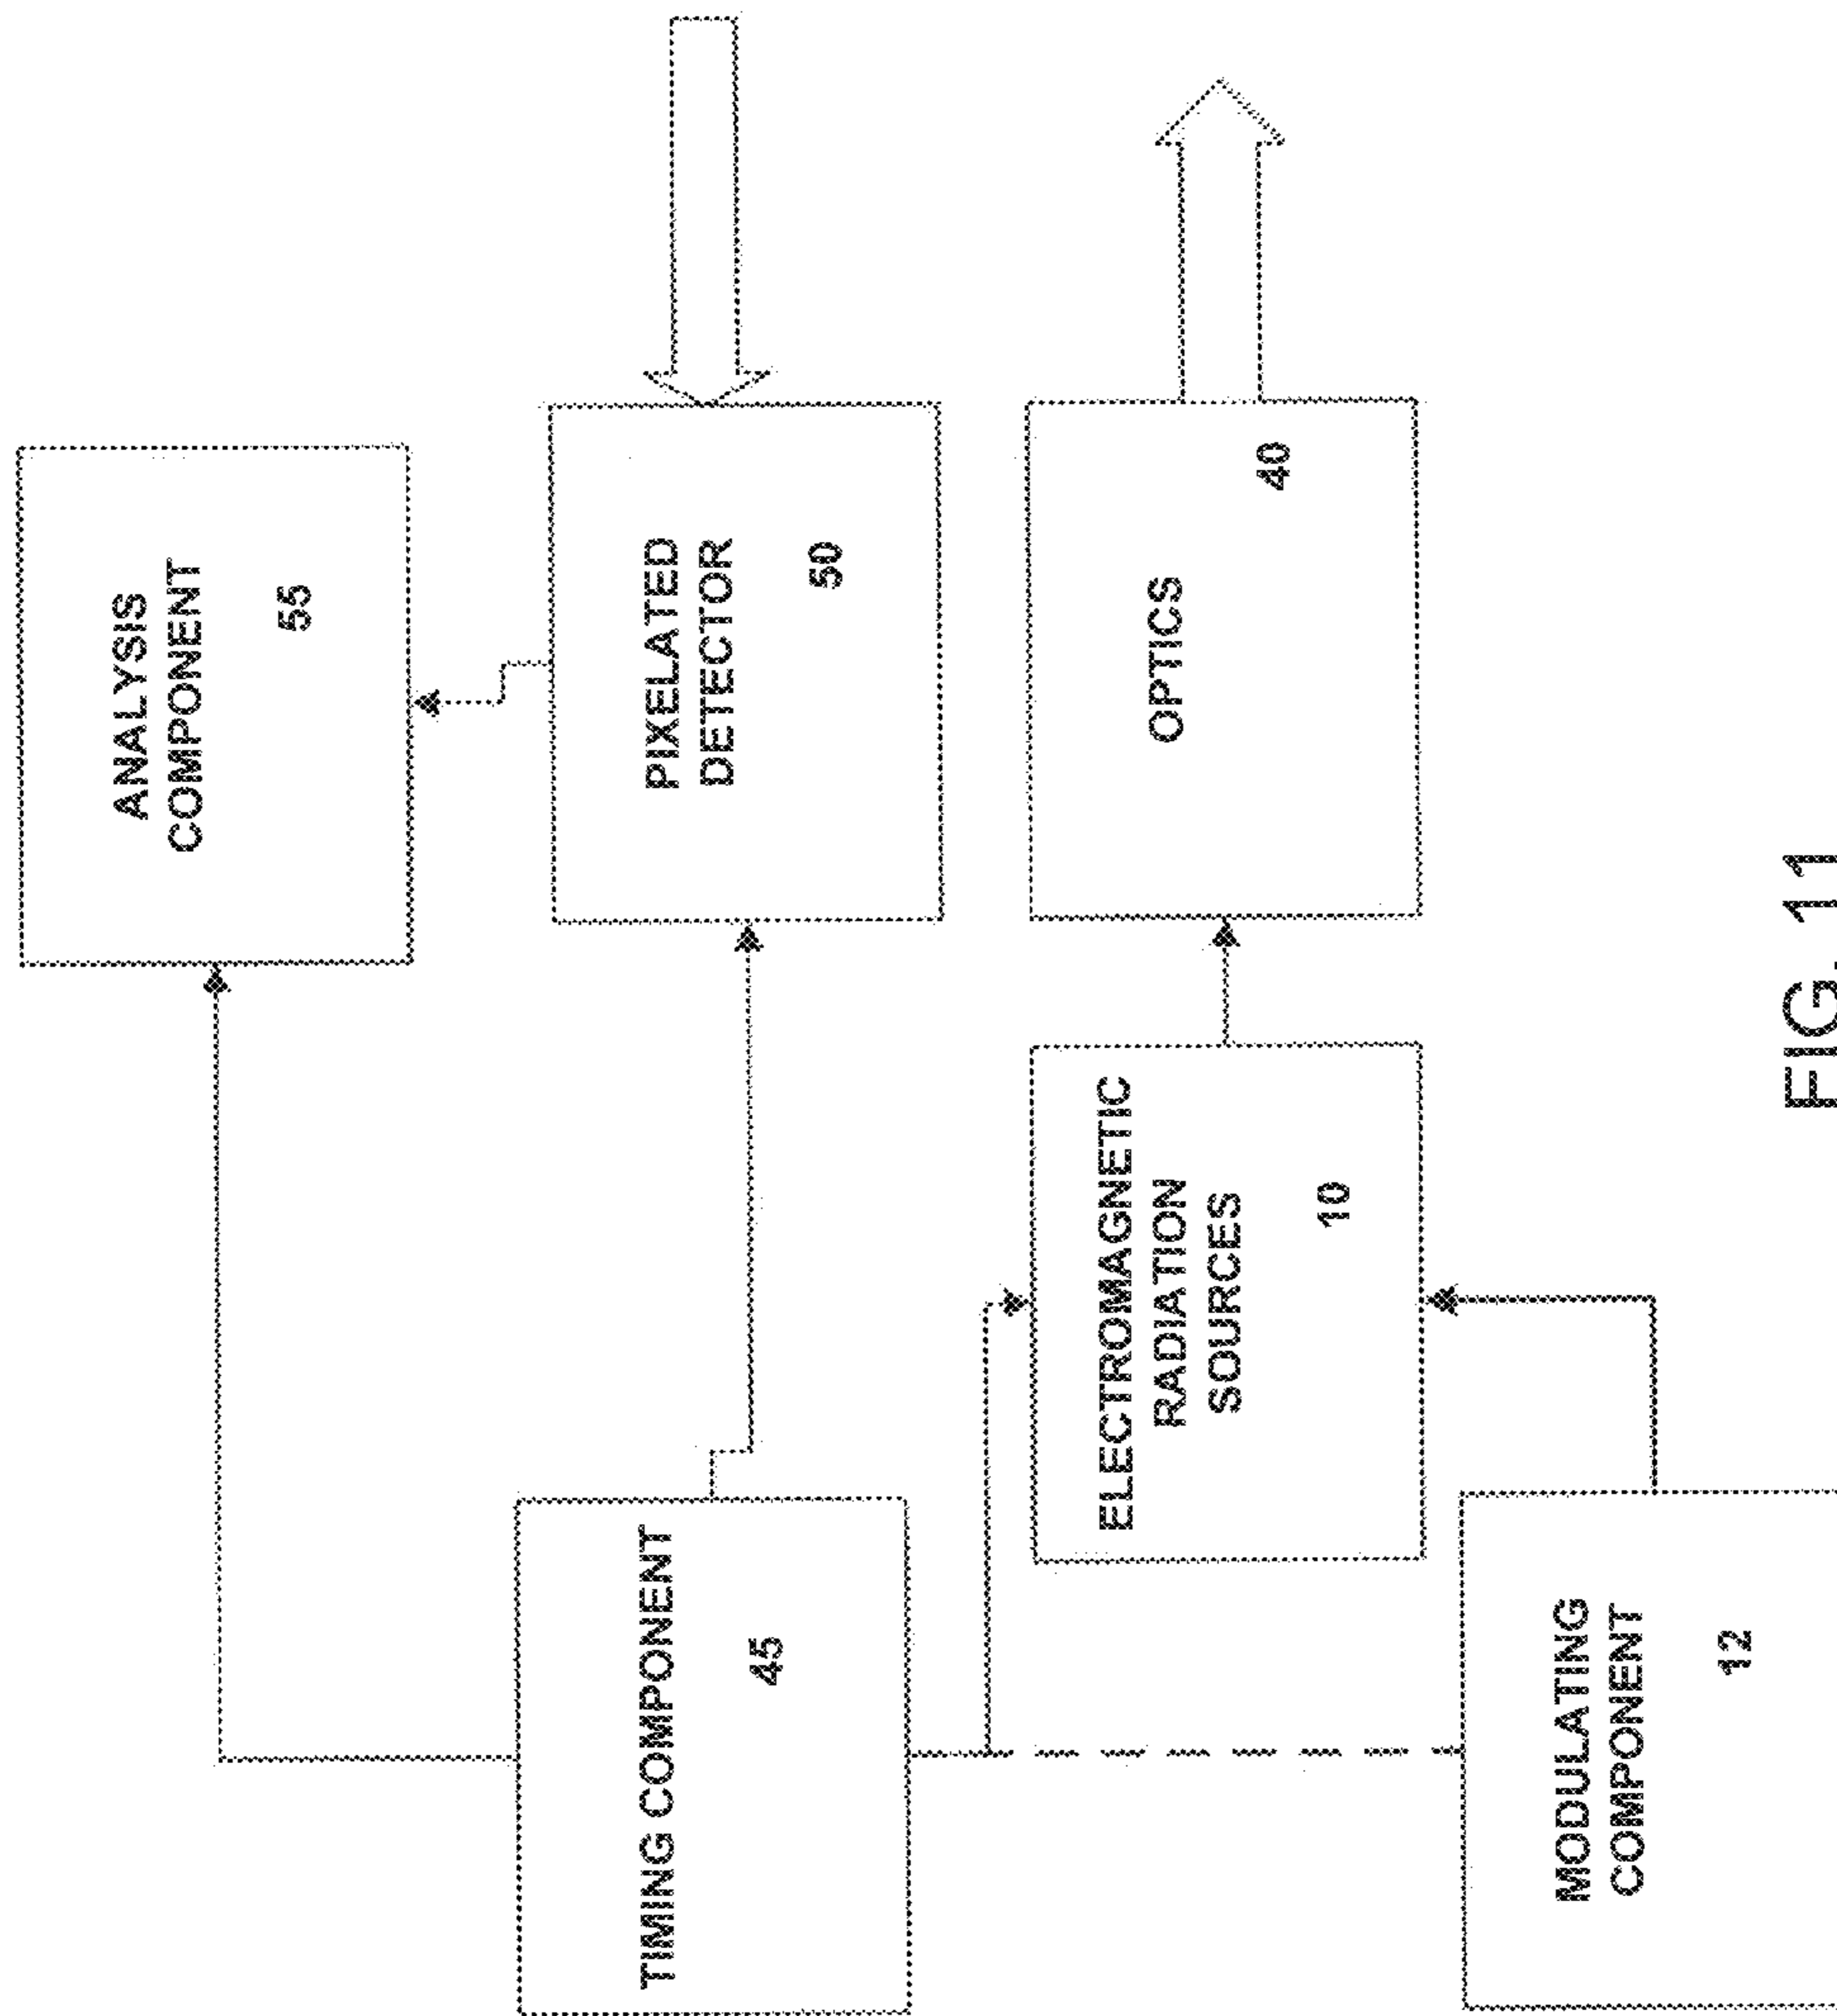 ANALYSIS
COMPONENT
55
PIXELATED
DETECTOR
50
OPTICS
40
TIMING COMPONENT
45
ELECTROMAGNETIC
RADIATION
SOURCES
10
MODULATING
COMPONENT
12
FIG. 11